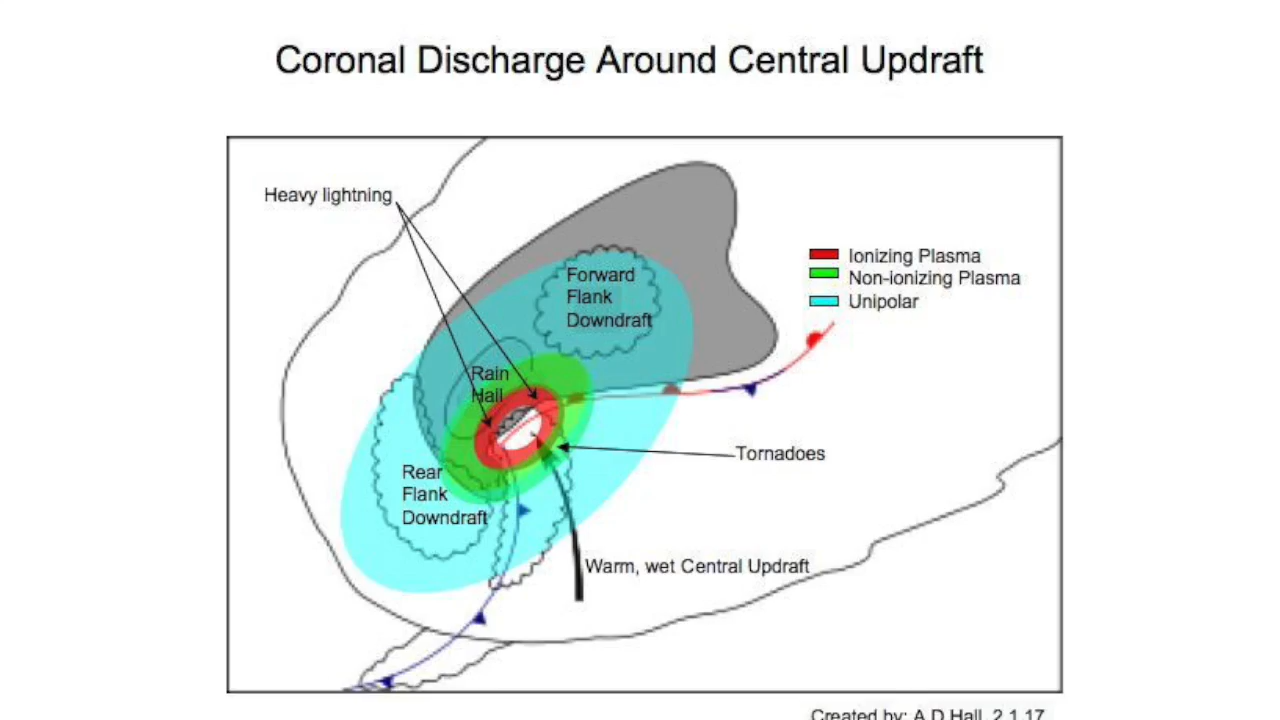 Coronal Discharge Around Central Updraft
Heavy lightning
Forward
Flank
Downdraft
Ionizing Plasma
Non-ionizing Plasma
Unipolar
Rain
Hail
Tornadoes
Rear
Flank
Downdraft
Warm, wet Central Updraft
Created by: A D Hall, 2.1.17